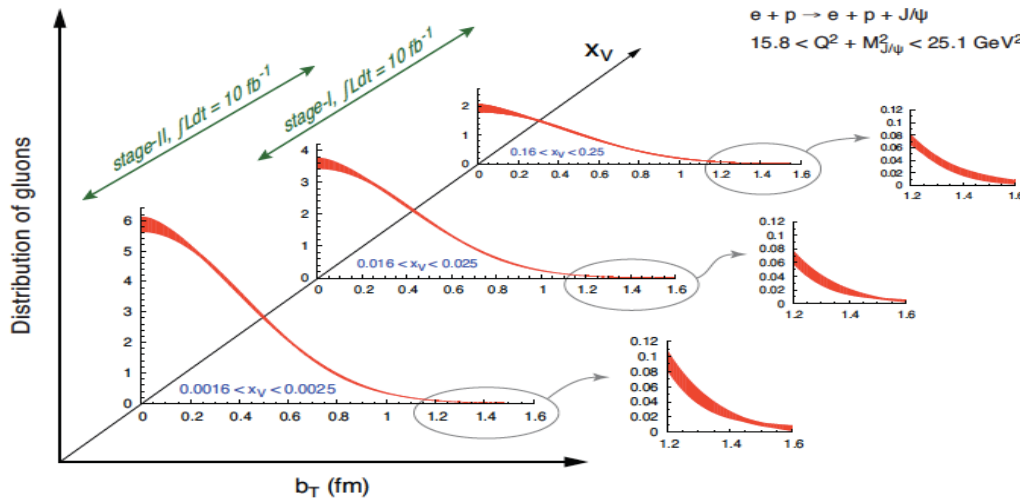 e + p → e + p + J/ψ
15.8 < Q² + M²J/ψ < 25.1 GeV²
stage-II, ∫Ldt = 10 fb⁻¹
stage-I, ∫Ldt = 10 fb⁻¹
xV
Distribution of gluons
2
1
0
0.16 < xV < 0.25
0 0.2 0.4 0.6 0.8 1 1.2 1.4 1.6
0.12
0.1
0.08
0.06
0.04
0.02
0
1.2 1.4 1.6
4
3
2
1
0
0.016 < xV < 0.025
0 0.2 0.4 0.6 0.8 1 1.2 1.4 1.6
0.12
0.1
0.08
0.06
0.04
0.02
0
1.2 1.4 1.6
6
5
4
3
2
1
0
0.0016 < xV < 0.0025
0 0.2 0.4 0.6 0.8 1 1.2 1.4 1.6
0.12
0.1
0.08
0.06
0.04
0.02
0
1.2 1.4 1.6
bT (fm)